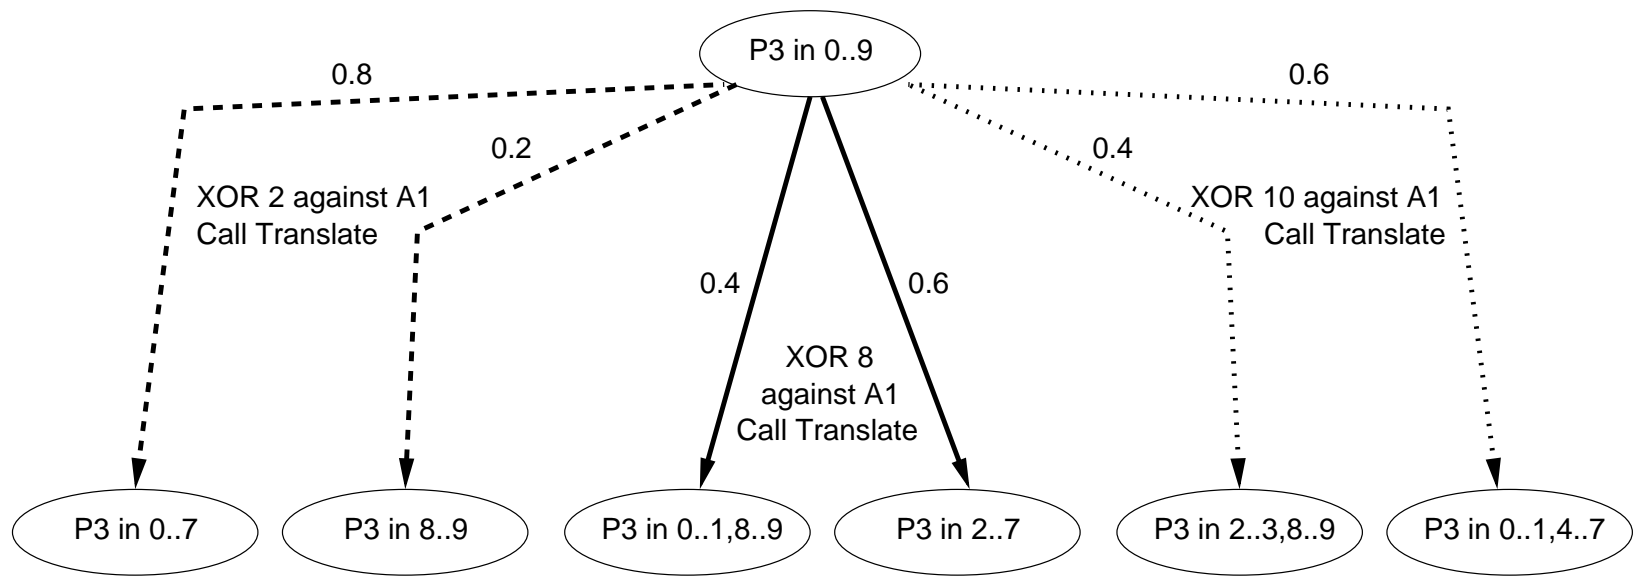 P3 in 0..9
0.8
0.6
0.2
0.4
XOR 2 against A1
Call Translate
XOR 10 against A1
Call Translate
0.4
0.6
XOR 8
against A1
Call Translate
P3 in 0..7
P3 in 8..9
P3 in 0..1,8..9
P3 in 2..7
P3 in 2..3,8..9
P3 in 0..1,4..7